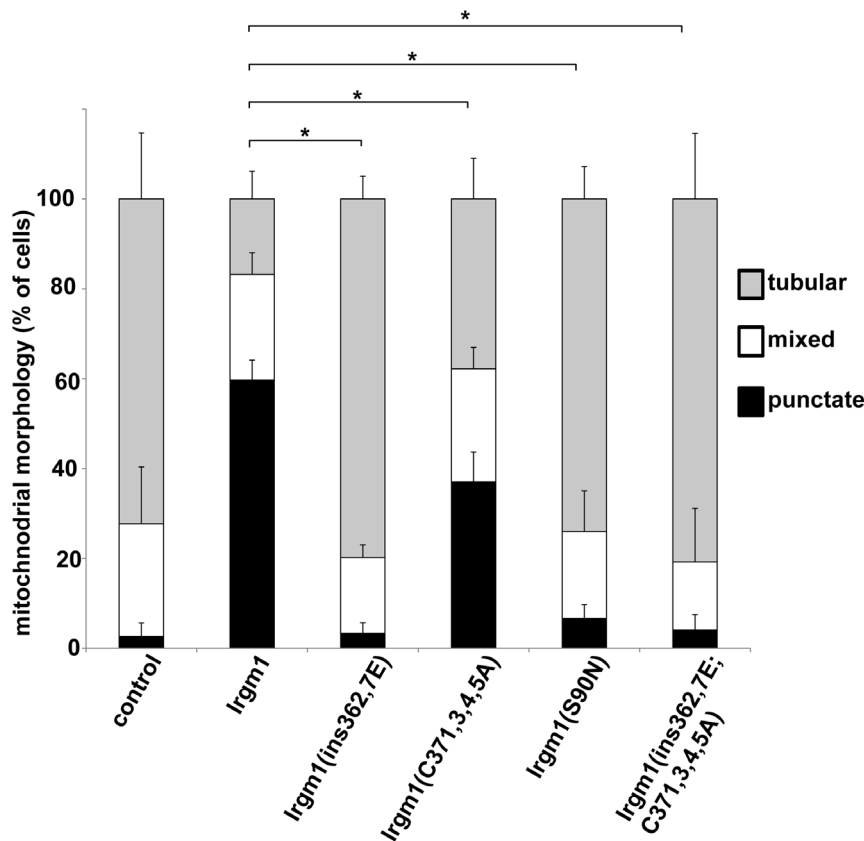 *
*
*
*
100
80
60
40
20
0
mitochnodrial morphology (% of cells)
tubular
mixed
punctate
control
Irgm1
Irgm1(ins362,7E)
Irgm1(C371,3,4,5A)
Irgm1(S90N)
Irgm1(ins362,7E;
C371,3,4,5A)